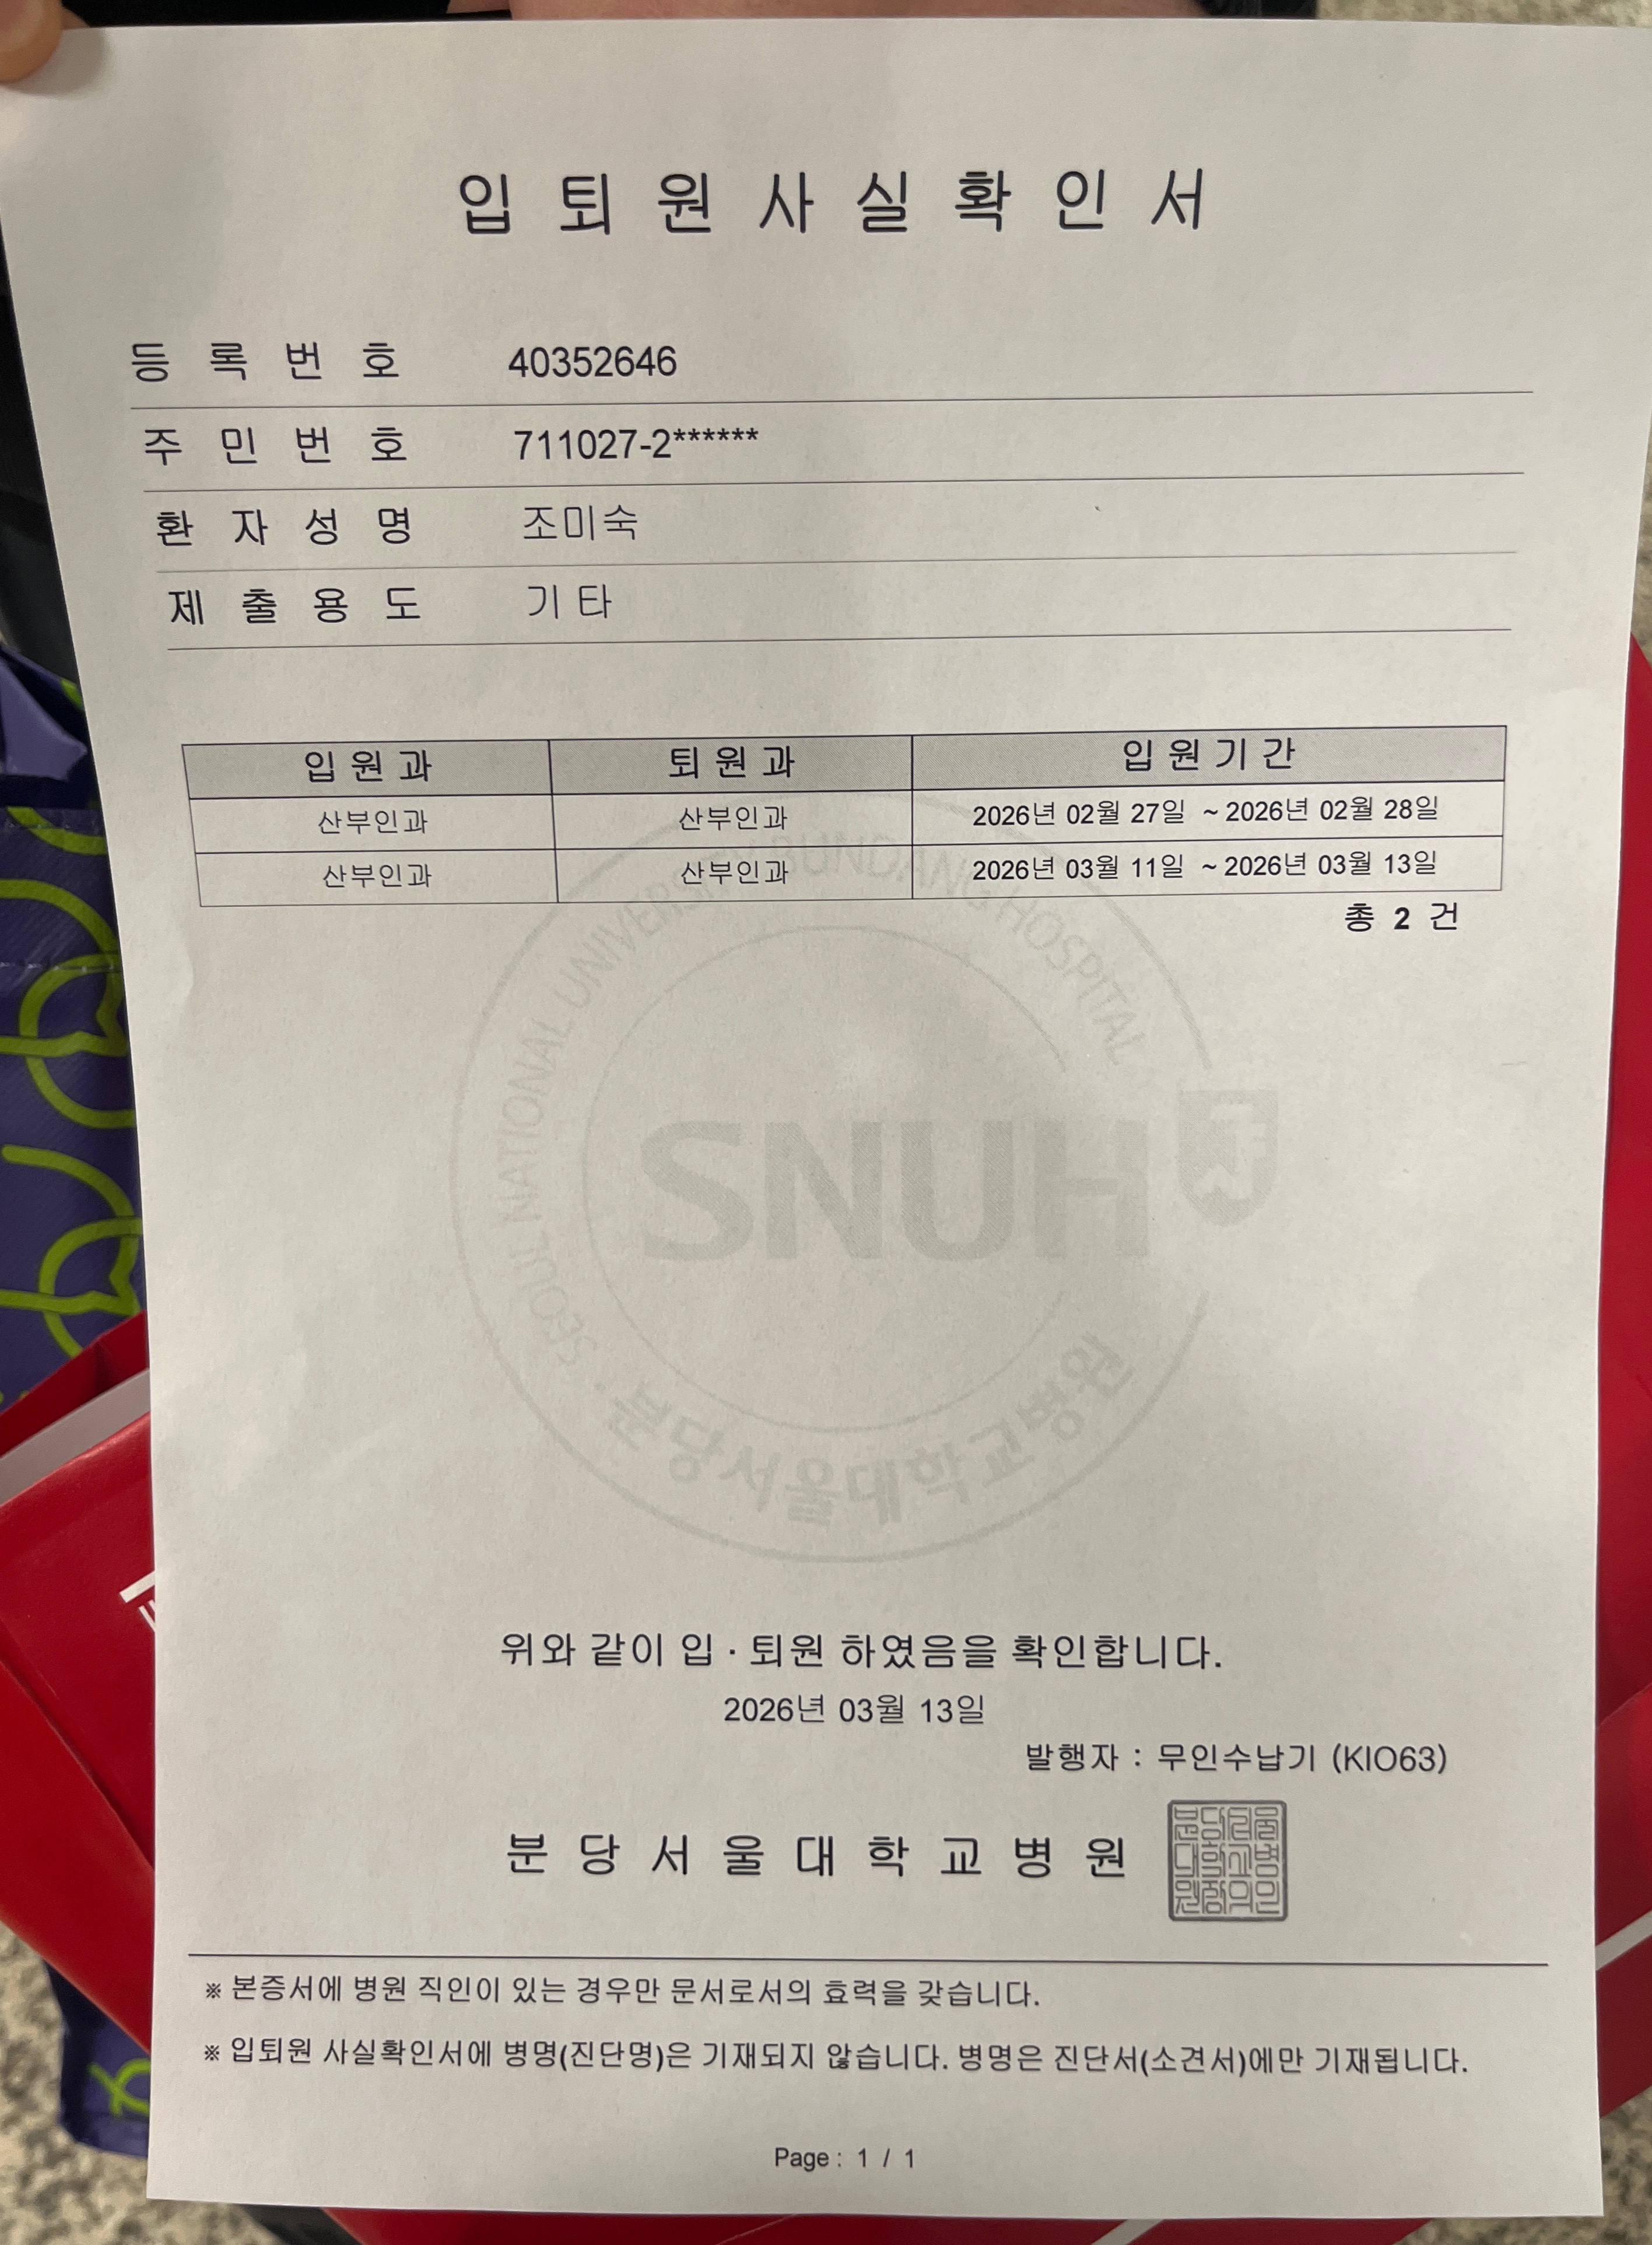 입 퇴 원 사 실 확 인 서
등 록 번 호 40352646
주 민 번 호 711027-2******
환 자 성 명 조미숙
제 출 용 도 기 타
입 원 과 퇴 원 과 입 원 기 간
산부인과 산부인과 2026년 02월 27일 ~ 2026년 02월 28일
산부인과 산부인과 2026년 03월 11일 ~ 2026년 03월 13일
총 2 건
SEOUL NATIONAL UNIVERSITY BUNDANG HOSPITAL
SNUH
분당서울대학교병원
위와 같이 입 · 퇴원 하였음을 확인합니다.
2026년 03월 13일
발행자 : 무인수납기 (KIO63)
분 당 서 울 대 학 교 병 원
분당서울
대학교병
원장의인
※ 본증서에 병원 직인이 있는 경우만 문서로서의 효력을 갖습니다.
※ 입퇴원 사실확인서에 병명(진단명)은 기재되지 않습니다. 병명은 진단서(소견서)에만 기재됩니다.
Page : 1 / 1